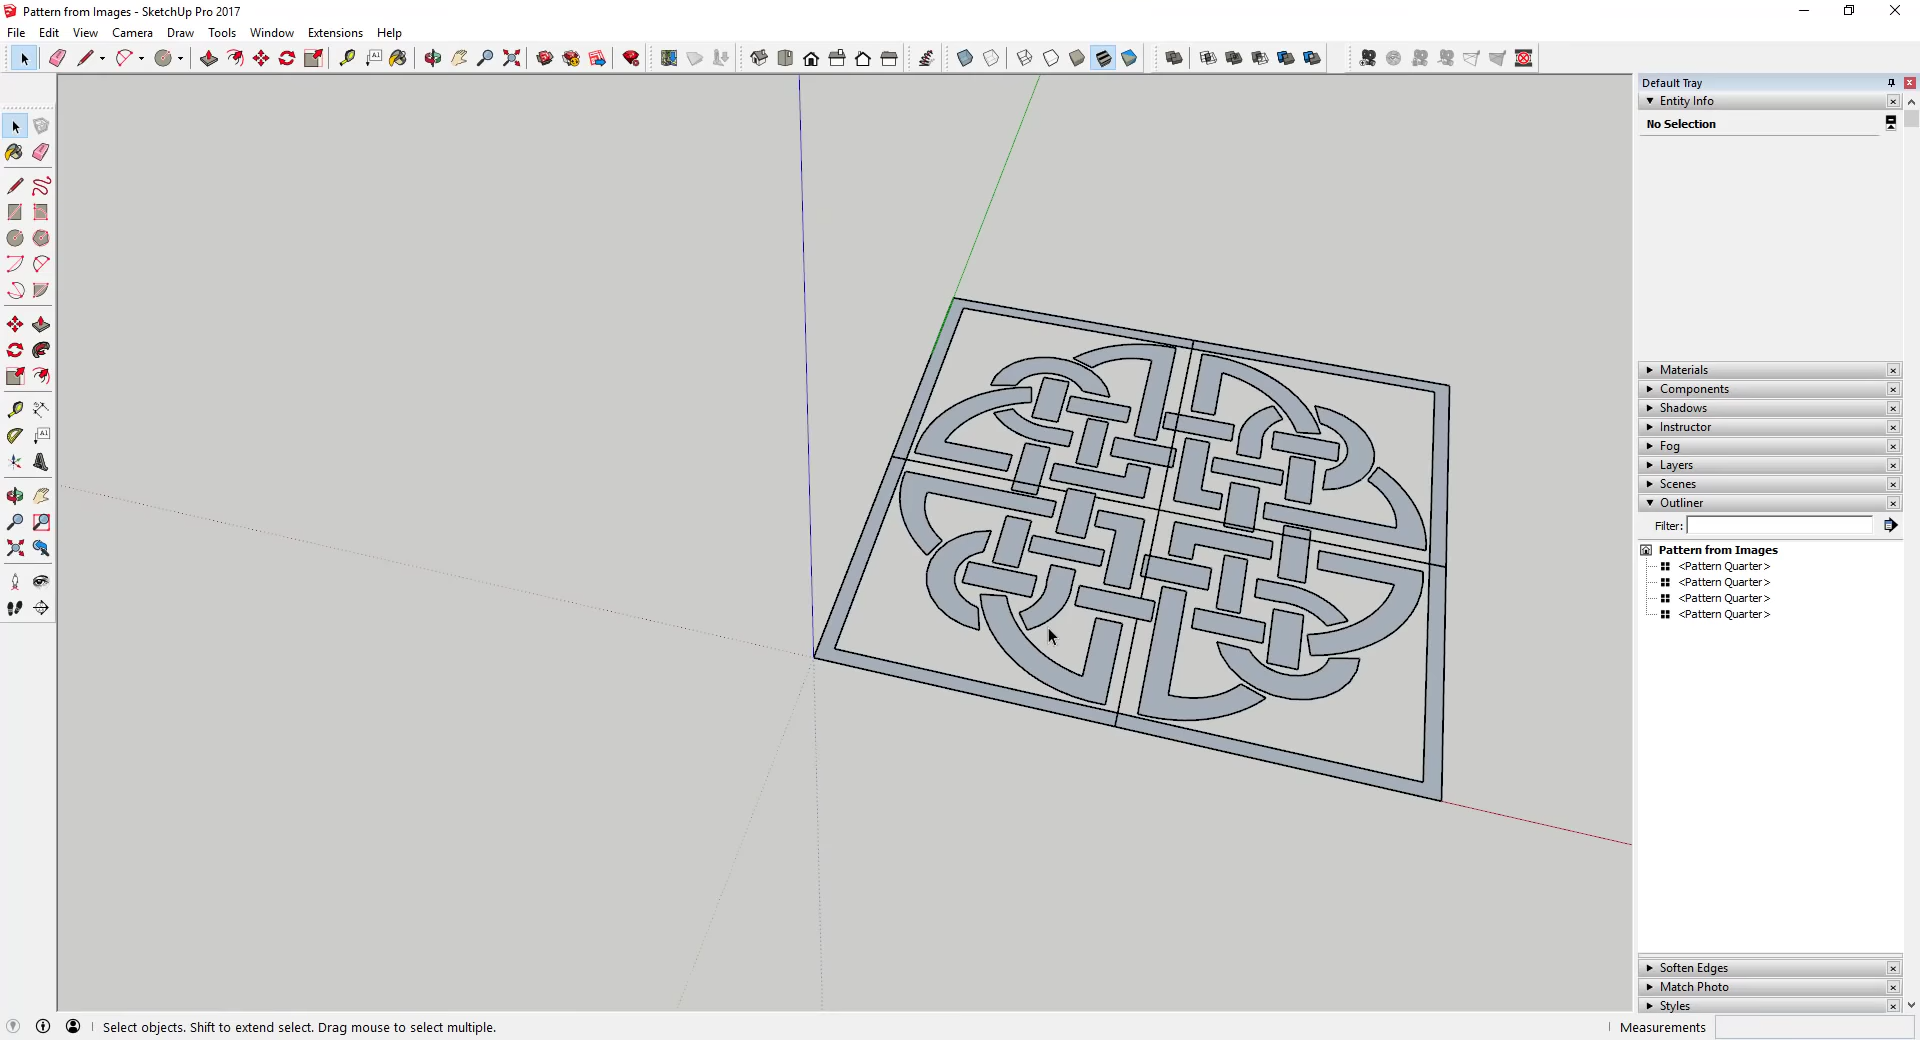 Pattern from Images - SketchUp Pro 2017
File Edit View Camera Draw Tools Window Extensions Help
Default Tray
Entity Info
No Selection
Materials
Components
Shadows
Instructor
Fog
Layers
Scenes
Outliner
Filter:
Pattern from Images
<Pattern Quarter>
<Pattern Quarter>
<Pattern Quarter>
<Pattern Quarter>
Soften Edges
Match Photo
Styles
Select objects. Shift to extend select. Drag mouse to select multiple.
Measurements